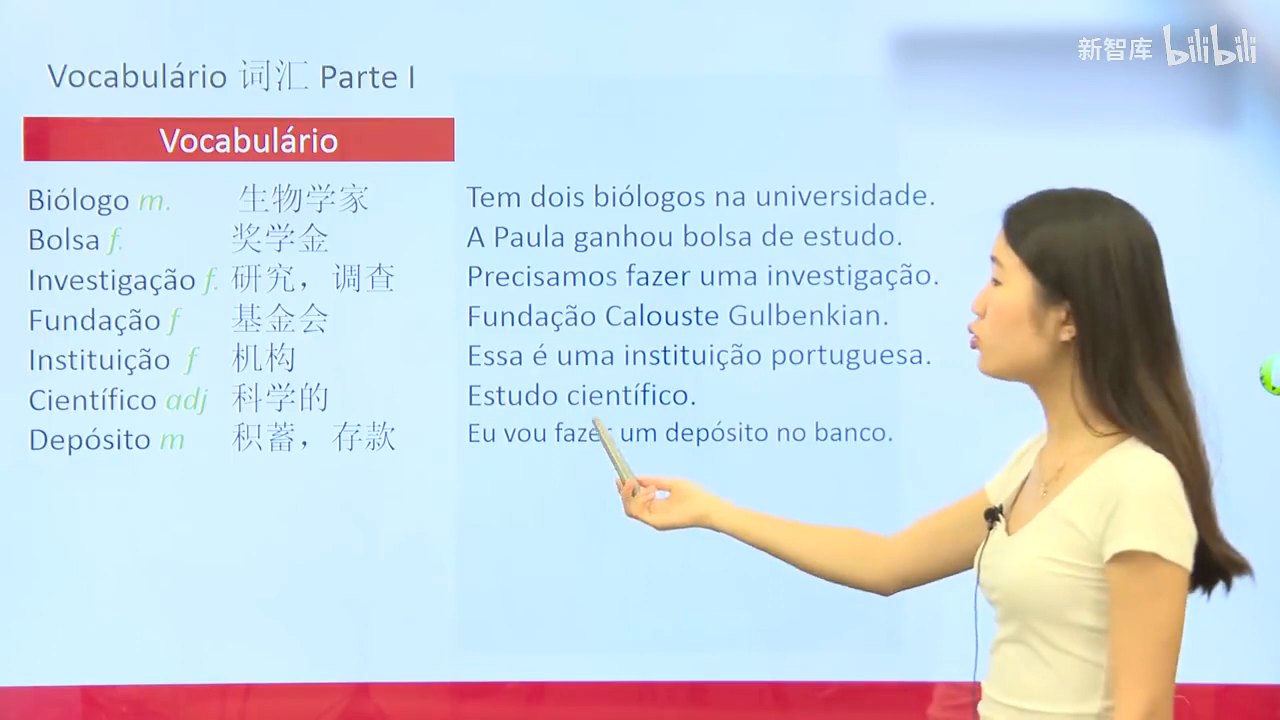 新智库 bilibili
Vocabulário 词汇 Parte I
Vocabulário
Biólogo m. 生物学家 Tem dois biólogos na universidade.
Bolsa f. 奖学金 A Paula ganhou bolsa de estudo.
Investigação f. 研究，调查 Precisamos fazer uma investigação.
Fundação f 基金会 Fundação Calouste Gulbenkian.
Instituição f 机构 Essa é uma instituição portuguesa.
Científico adj 科学的 Estudo científico.
Depósito m 积蓄，存款 Eu vou fazer um depósito no banco.